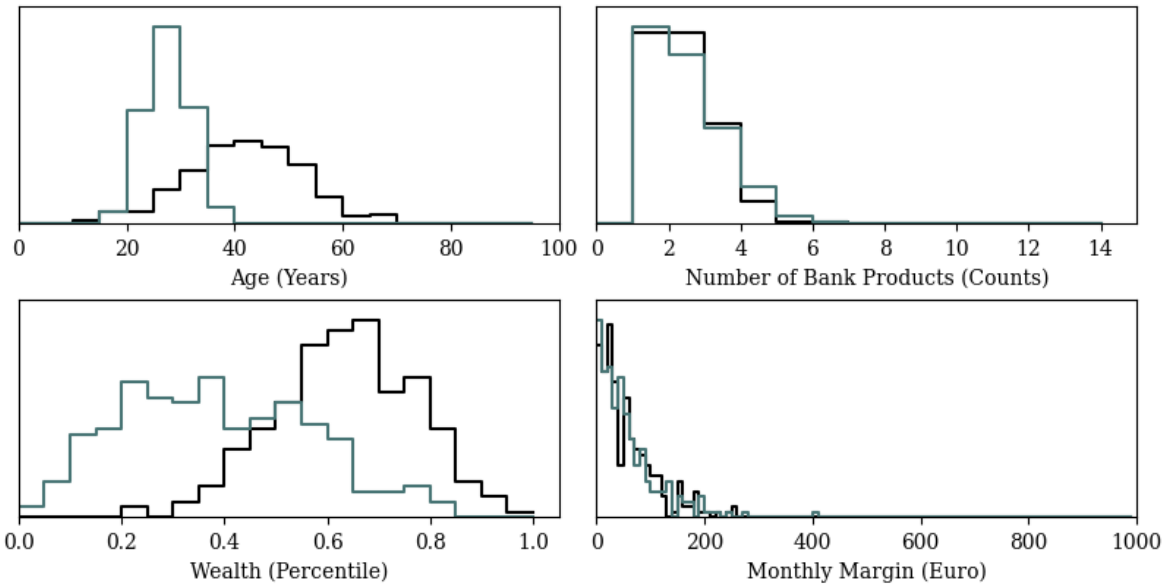 0 20 40 60 80 100
Age (Years)
0 2 4 6 8 10 12 14
Number of Bank Products (Counts)
0.0 0.2 0.4 0.6 0.8 1.0
Wealth (Percentile)
0 200 400 600 800 1000
Monthly Margin (Euro)